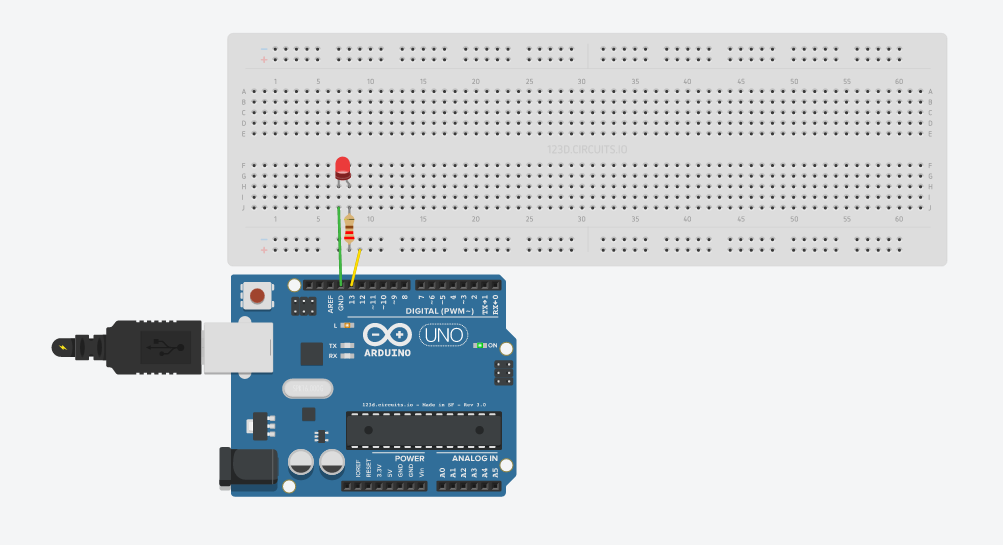 − −
+ +
1 5 10 15 20 25 30 35 40 45 50 55 60
A A
B B
C C
D D
E E
123D.CIRCUITS.IO
F F
G G
H H
I I
J J
1 5 10 15 20 25 30 35 40 45 50 55 60
− −
+ +
AREF GND 13 12 ~11 ~10 ~9 8 7 ~6 ~5 4 ~3 2 TX→1 RX←0
DIGITAL (PWM~)
L
TX
RX
ARDUINO
UNO
ON
123d.circuits.io – Made in SF – Rev 3.0
POWER ANALOG IN
IOREF RESET 3.3V 5V GND GND Vin A0 A1 A2 A3 A4 A5